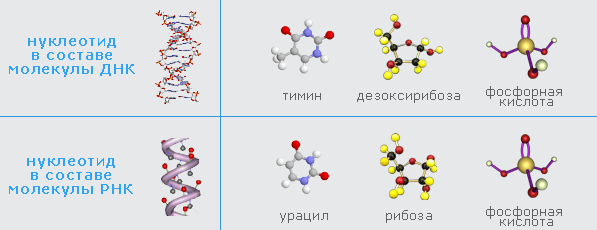 нуклеотид
в составе
молекулы ДНК
тимин
дезоксирибоза
фосфорная
кислота
нуклеотид
в составе
молекулы РНК
урацил
рибоза
фосфорная
кислота